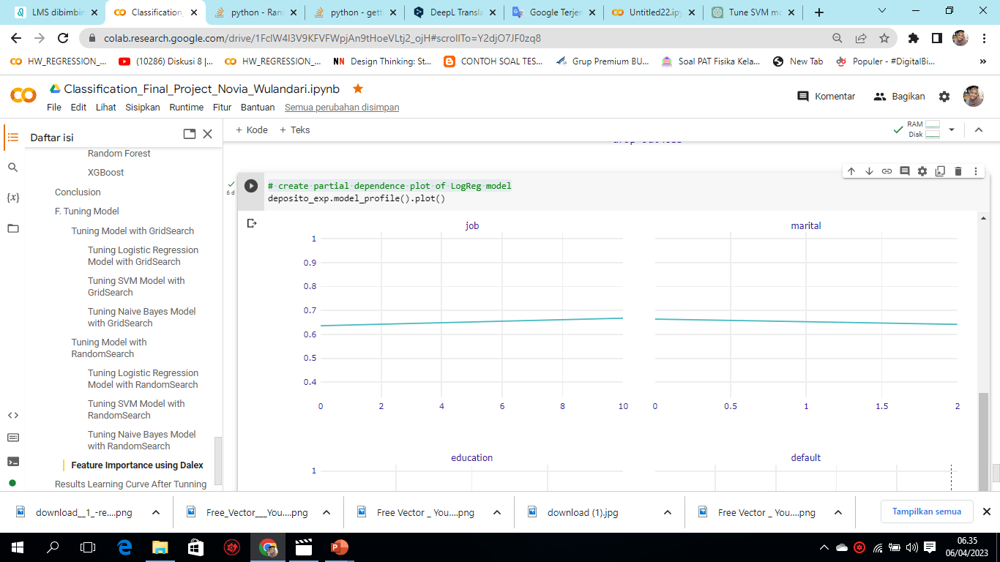 LMS dibimbin
Classification_
python - Ran
python - gett
DeepL Transla
Google Terjen
Untitled22.ipy
Tune SVM mo
colab.research.google.com/drive/1FclW4l3V9KFVFWpjAn9tHoeVLtj2_ojH#scrollTo=Y2djO7JF0zq8
HW_REGRESSION_...
(10286) Diskusi 8 |...
HW_REGRESSION_...
NN Design Thinking: St...
CONTOH SOAL TES...
Grup Premium BU...
Soal PAT Fisika Kela...
New Tab
Populer - #DigitalBi...
Classification_Final_Project_Novia_Wulandari.ipynb
File Edit Lihat Sisipkan Runtime Fitur Bantuan Semua perubahan disimpan
Komentar
Bagikan
Daftar isi
Random Forest
XGBoost
Conclusion
F. Tuning Model
Tuning Model with GridSearch
Tuning Logistic Regression
Model with GridSearch
Tuning SVM Model with
GridSearch
Tuning Naive Bayes Model
with GridSearch
Tuning Model with
RandomSearch
Tuning Logistic Regression
Model with RandomSearch
Tuning SVM Model with
RandomSearch
Tuning Naive Bayes Model
with RandomSearch
Feature Importance using Dalex
Results Learning Curve After Tunning
+ Kode + Teks
RAM
Disk
6 d
# create partial dependence plot of LogReg model
deposito_exp.model_profile().plot()
job
1
0.9
0.8
0.7
0.6
0.5
0.4
0 2 4 6 8 10
marital
0 0.5 1 1.5 2
education
1
default
download__1_-re....png
Free_Vector___You....png
Free Vector _ You....png
download (1).jpg
Free Vector _ You....png
Tampilkan semua
06.35
06/04/2023